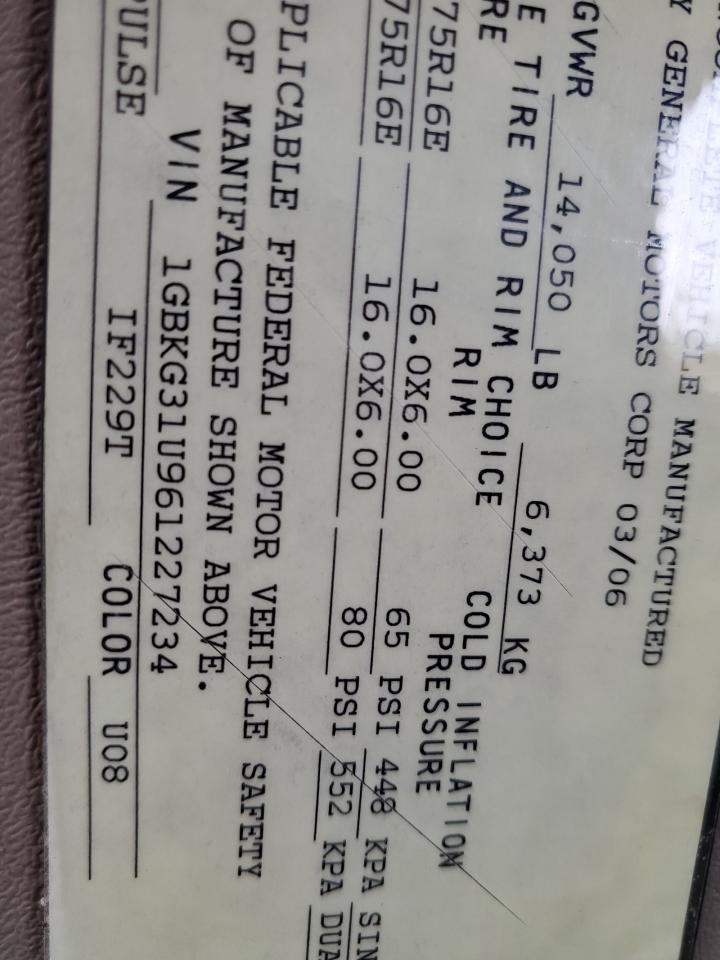 VEHICLE MANUFACTURED
Y GENERAL MOTORS CORP 03/06
GVWR 14,050 LB 6,373 KG
E TIRE AND RIM CHOICE COLD INFLATION
RE RIM PRESSURE
75R16E 16.0X6.00 65 PSI 448 KPA SIN
75R16E 16.0X6.00 80 PSI 552 KPA DUA
PLICABLE FEDERAL MOTOR VEHICLE SAFETY
OF MANUFACTURE SHOWN ABOVE.
VIN 1GBKG31U961227234
PULSE IF229T COLOR U08